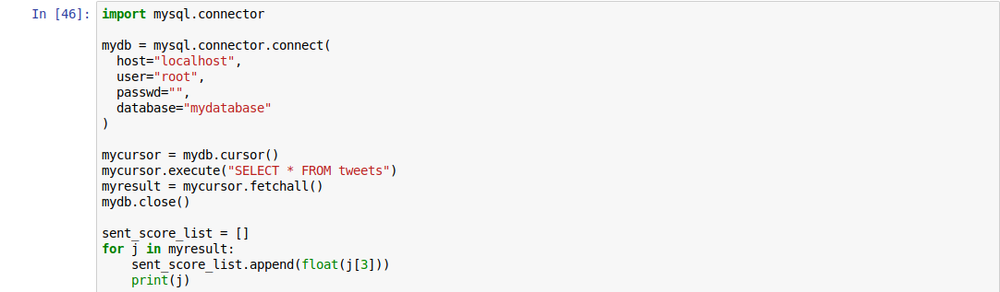 In [46]: import mysql.connector

mydb = mysql.connector.connect(
  host="localhost",
  user="root",
  passwd="",
  database="mydatabase"
)

mycursor = mydb.cursor()
mycursor.execute("SELECT * FROM tweets")
myresult = mycursor.fetchall()
mydb.close()

sent_score_list = []
for j in myresult:
    sent_score_list.append(float(j[3]))
    print(j)